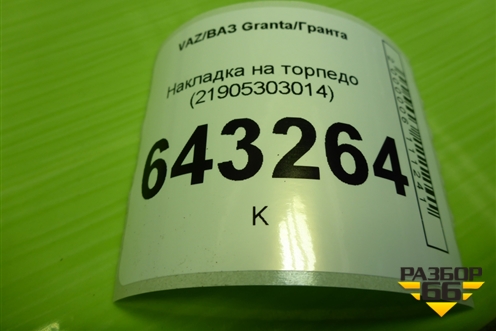 VAZ/ВАЗ Granta/Гранта
Накладка на торпедо
(21905303014)
643264
К
РАЗБОР
66